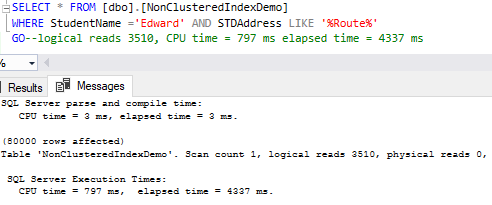 SELECT * FROM [dbo].[NonClusteredIndexDemo]
WHERE StudentName ='Edward' AND STDAddress LIKE '%Route%'
GO--logical reads 3510, CPU time = 797 ms elapsed time = 4337 ms
%
Results Messages
SQL Server parse and compile time:
CPU time = 3 ms, elapsed time = 3 ms.
(80000 rows affected)
Table 'NonClusteredIndexDemo'. Scan count 1, logical reads 3510, physical reads 0,
SQL Server Execution Times:
CPU time = 797 ms, elapsed time = 4337 ms.